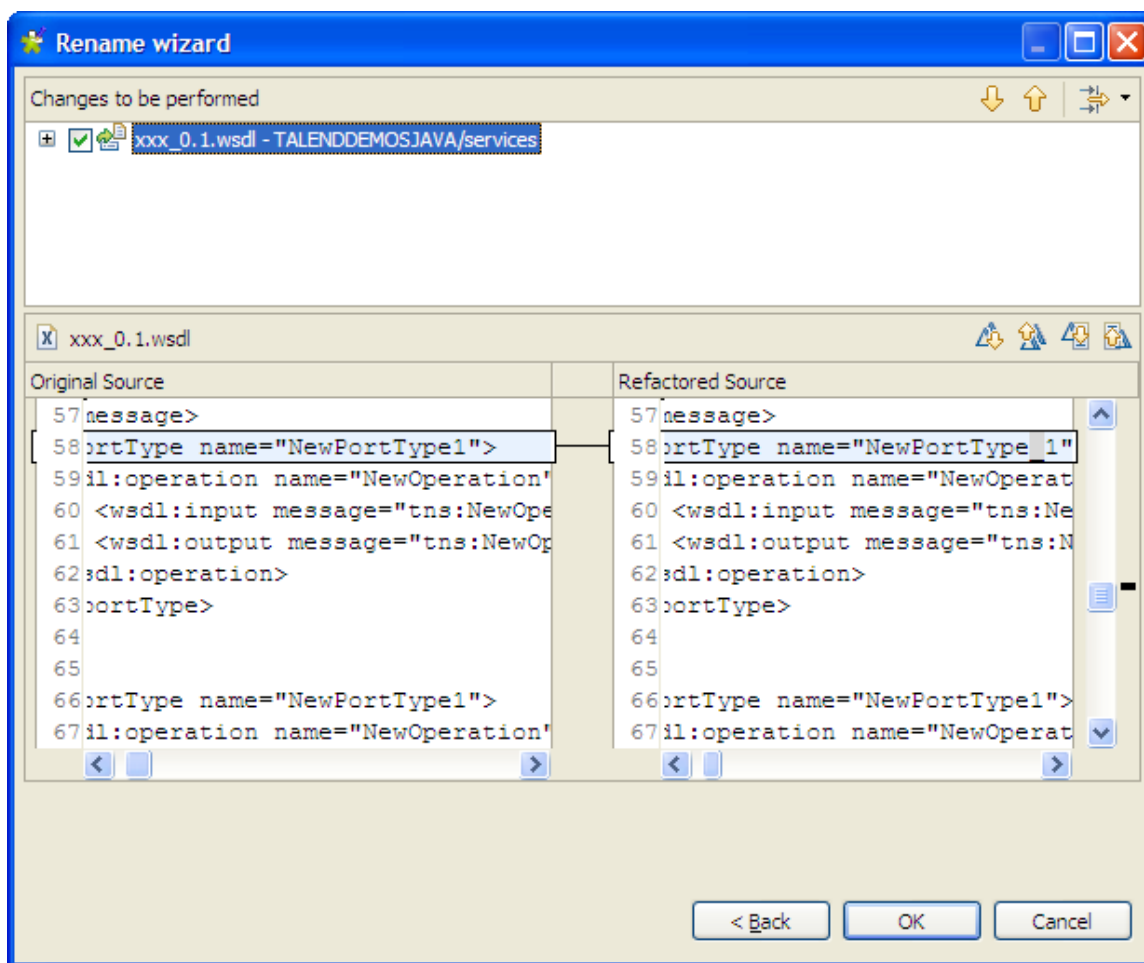 Rename wizard
Changes to be performed
xxx_0.1.wsdl - TALENDDEMOSJAVA/services
xxx_0.1.wsdl
Original Source
Refactored Source
57 message>
58 ortType name="NewPortType1">
59 dl:operation name="NewOperation"
60 <wsdl:input message="tns:NewOpe
61 <wsdl:output message="tns:NewOp
62 sdl:operation>
63 portType>
64
65
66 ortType name="NewPortType1">
67 dl:operation name="NewOperation"
57 message>
58 ortType name="NewPortType_1"
59 dl:operation name="NewOperat
60 <wsdl:input message="tns:Ne
61 <wsdl:output message="tns:N
62 sdl:operation>
63 portType>
64
65
66 ortType name="NewPortType1">
67 dl:operation name="NewOperat
< Back
OK
Cancel